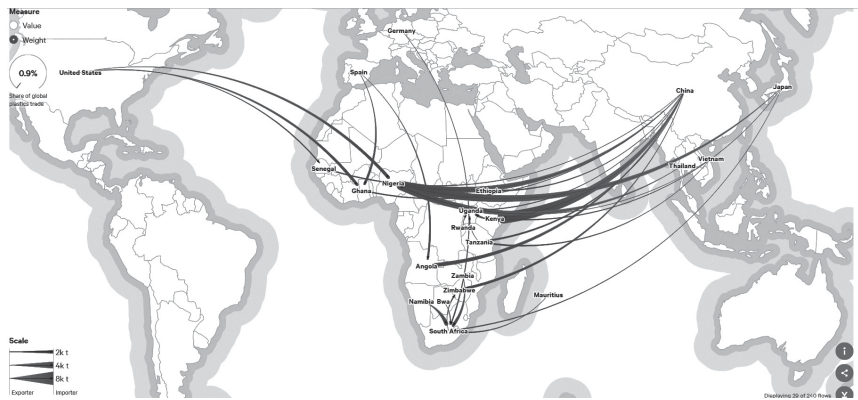 Measure
Value
Weight
0.9%
Share of global
plastics trade
United States
Germany
Spain
China
Japan
Senegal
Ghana
Nigeria
Ethiopia
Thailand
Vietnam
Uganda
Kenya
Rwanda
Tanzania
Angola
Zambia
Zimbabwe
Namibia
Bwa
Mauritius
South Africa
Scale
2k t
4k t
8k t
Exporter
Importer
Displaying 29 of 240 flows